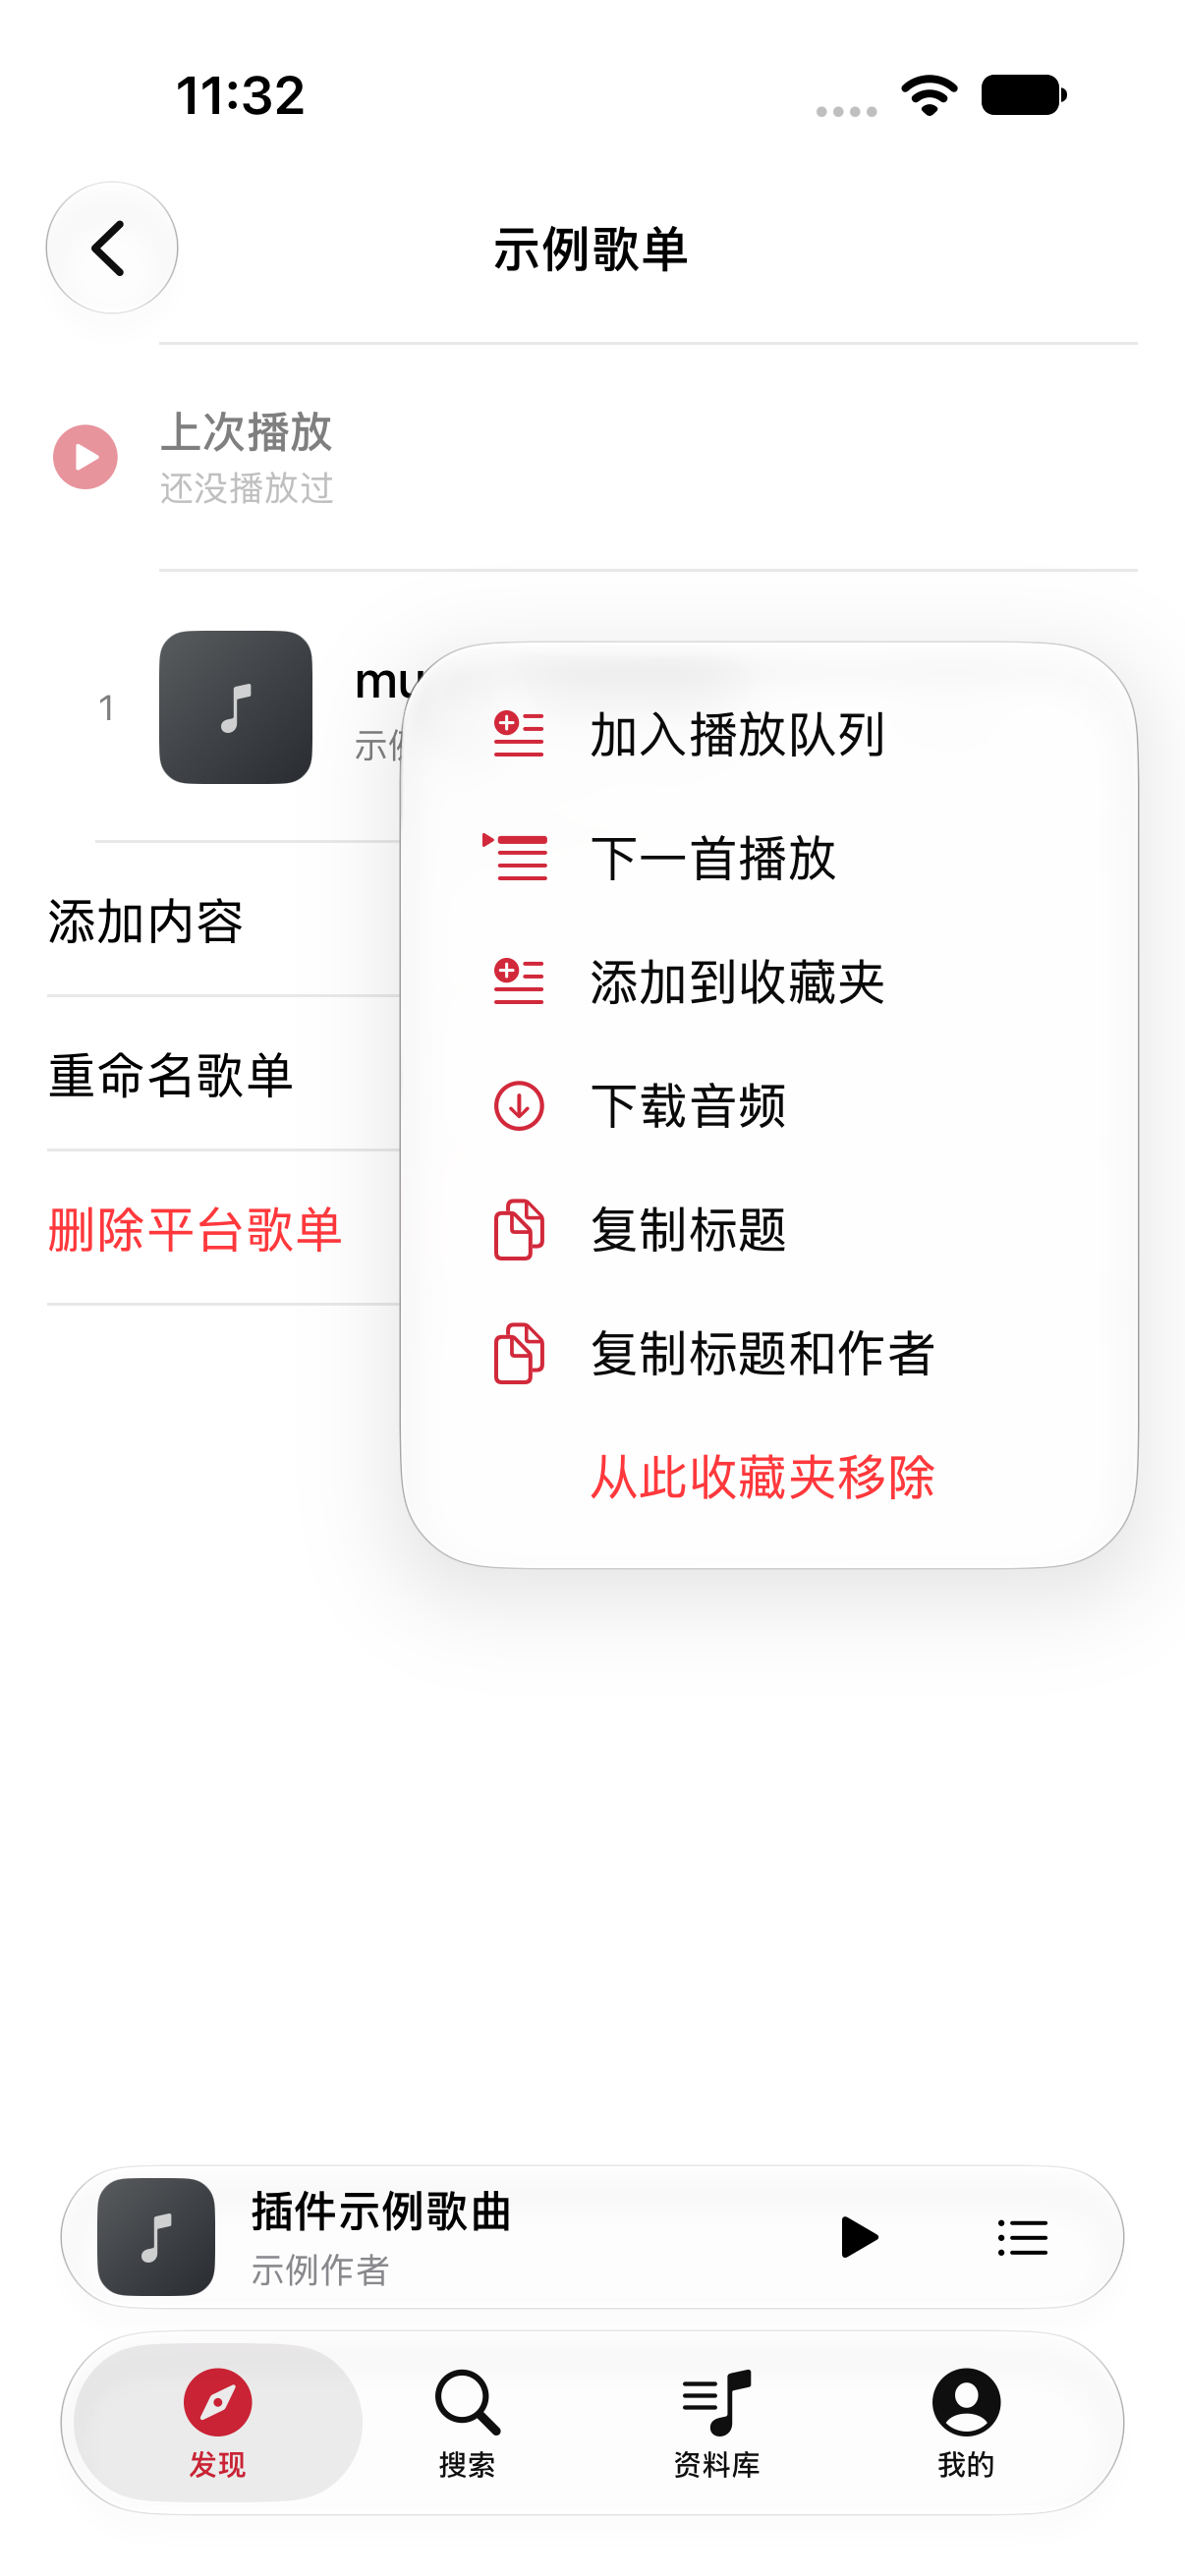 11:32
示例歌单
上次播放
还没播放过
1
加入播放队列
下一首播放
添加到收藏夹
下载音频
复制标题
复制标题和作者
从此收藏夹移除
添加内容
重命名歌单
删除平台歌单
插件示例歌曲
示例作者
发现
搜索
资料库
我的